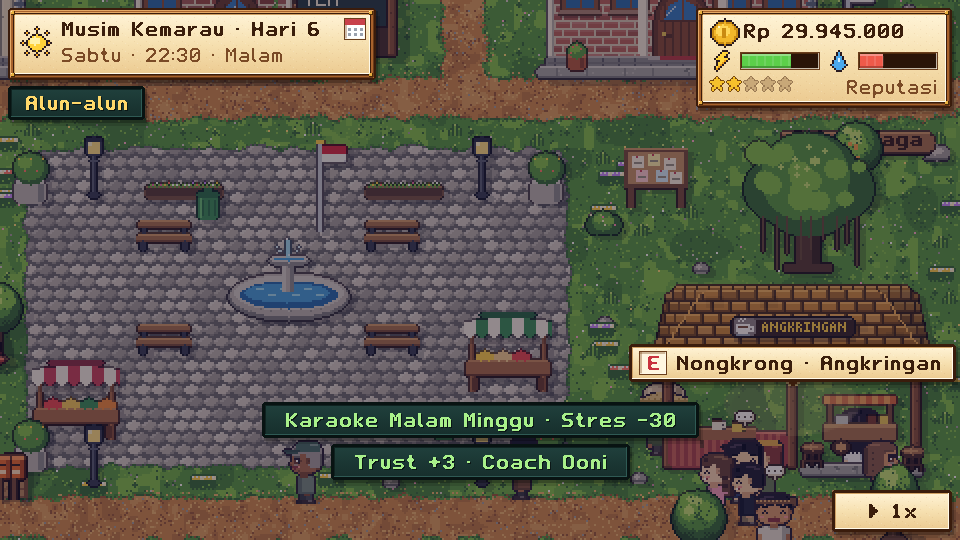 Musim Kemarau · Hari 6
Sabtu · 22:30 · Malam
Rp 29.945.000
Reputasi
Alun-alun
aga
ANGKRINGAN
E Nongkrong · Angkringan
Karaoke Malam Minggu · Stres -30
Trust +3 · Coach Doni
1x